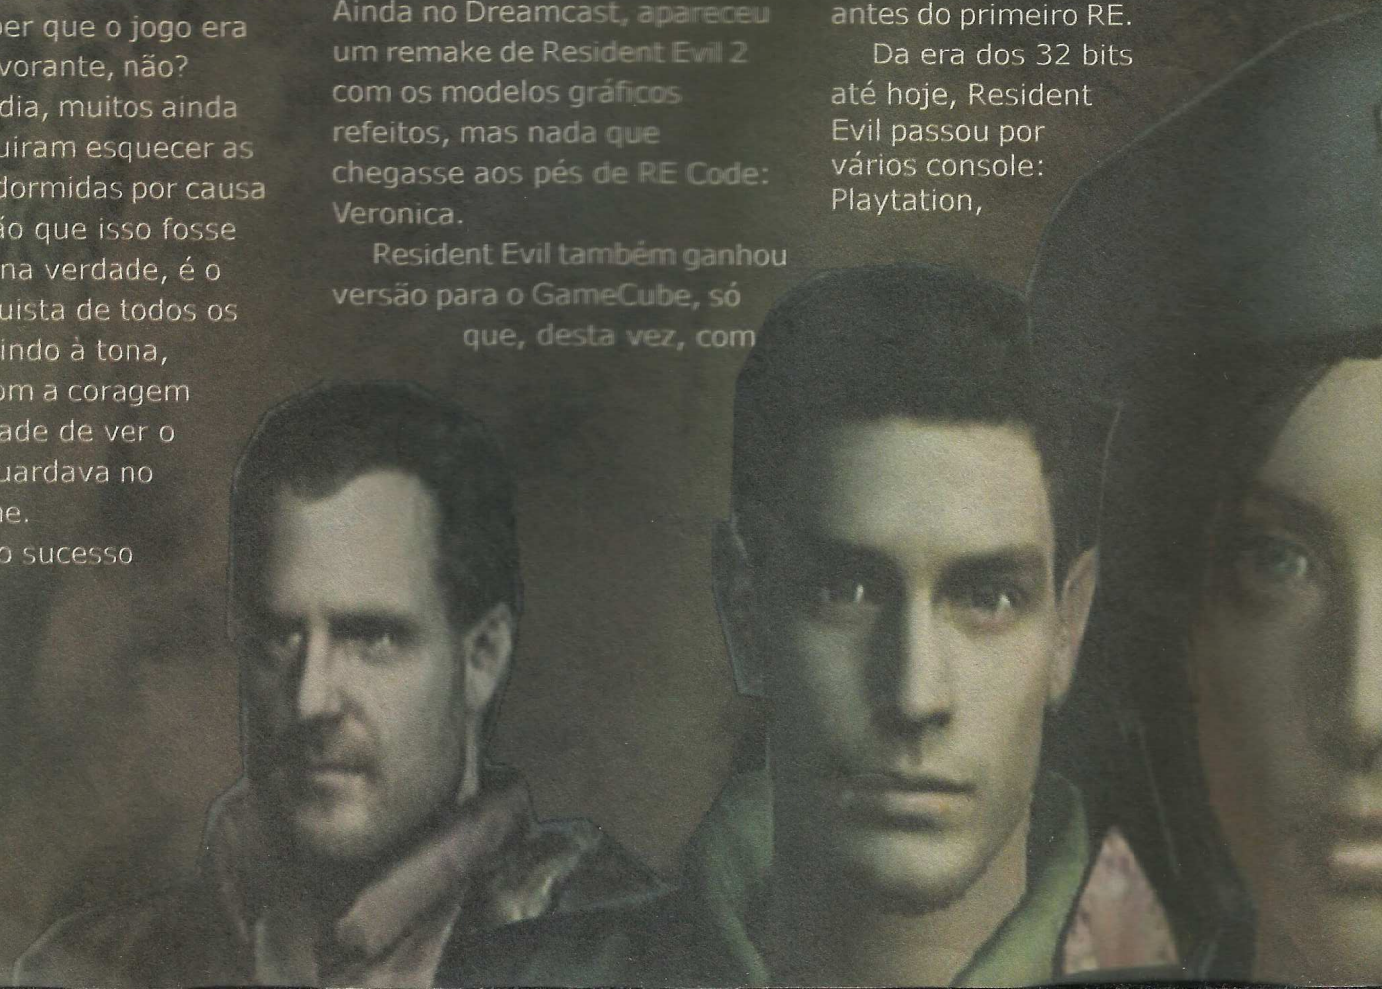 que o jogo era
vorante, não?
dia, muitos ainda
uiram esquecer as
dormidas por causa
ão que isso fosse
na verdade, é o
uista de todos os
indo à tona,
om a coragem
ade de ver o
uardava no
me.
o sucesso
Ainda no Dreamcast, apareceu
um remake de Resident Evil 2
com os modelos gráficos
refeitos, mas nada que
chegasse aos pés de RE Code:
Veronica.
Resident Evil também ganhou
versão para o GameCube, só
que, desta vez, com
antes do primeiro RE.
Da era dos 32 bits
até hoje, Resident
Evil passou por
vários console:
Playtation,